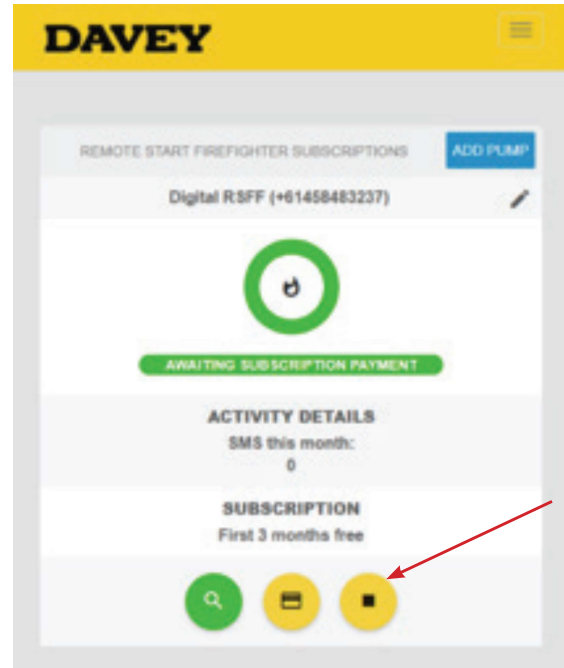 DAVEY
REMOTE START FIREFIGHTER SUBSCRIPTIONS
ADD PUMP
Digital RSFF (+61458483237)
AWAITING SUBSCRIPTION PAYMENT
ACTIVITY DETAILS
SMS this month:
0
SUBSCRIPTION
First 3 months free